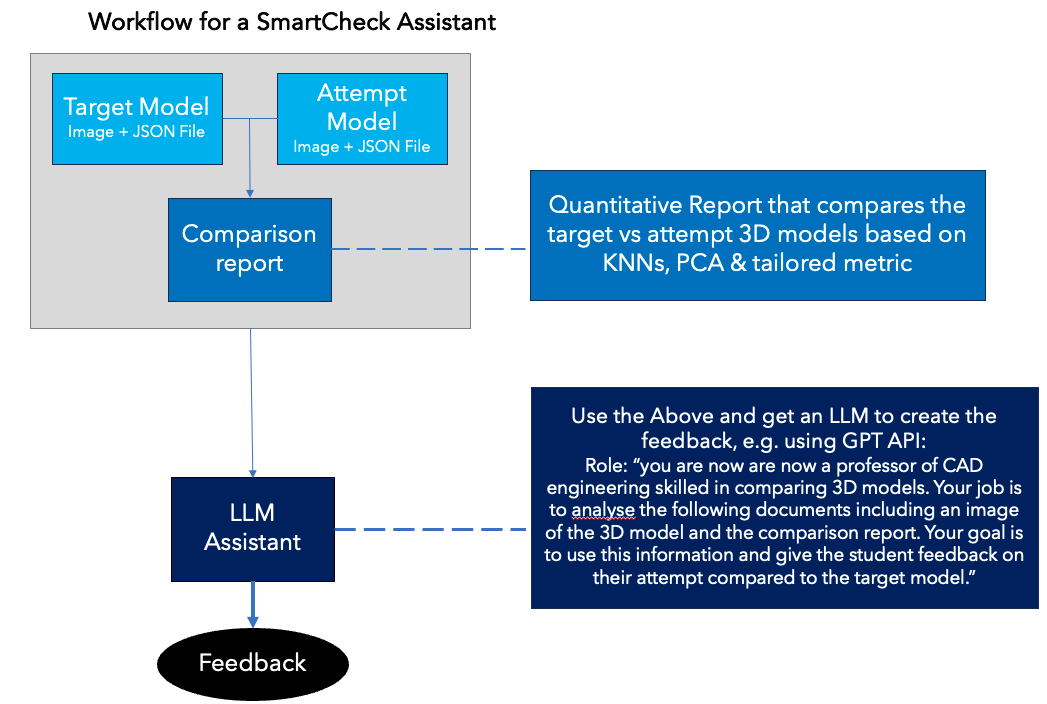 Workflow for a SmartCheck Assistant
Target Model
Image + JSON File
Attempt
Model
Image + JSON File
Comparison
report
Quantitative Report that compares the
target vs attempt 3D models based on
KNNs, PCA & tailored metric
Use the Above and get an LLM to create the
feedback, e.g. using GPT API:
Role: “you are now are now a professor of CAD
engineering skilled in comparing 3D models. Your job is
to analyse the following documents including an image
of the 3D model and the comparison report. Your goal is
to use this information and give the student feedback on
their attempt compared to the target model.”
LLM
Assistant
Feedback